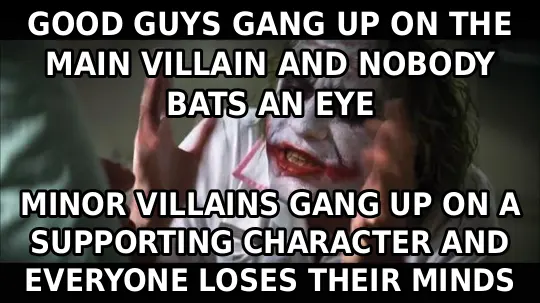 GOOD GUYS GANG UP ON THE
MAIN VILLAIN AND NOBODY
BATS AN EYE
MINOR VILLAINS GANG UP ON A
SUPPORTING CHARACTER AND
EVERYONE LOSES THEIR MINDS